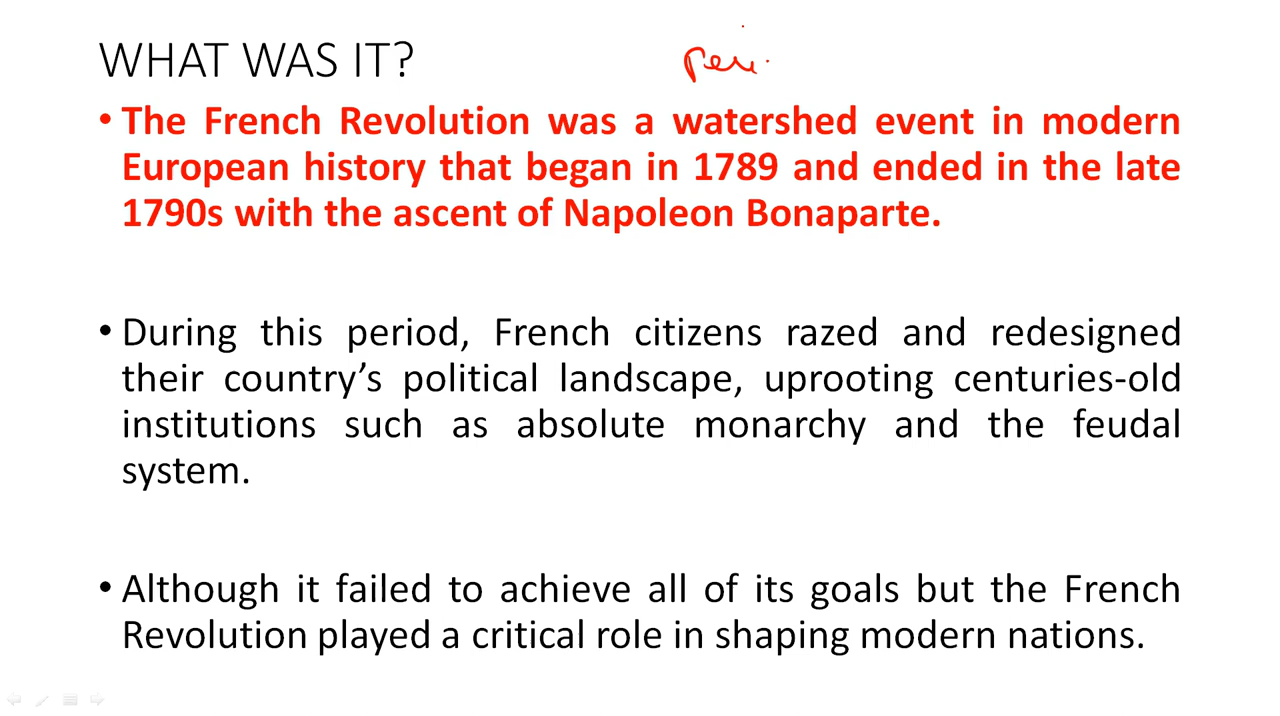 WHAT WAS IT?
• The French Revolution was a watershed event in modern
European history that began in 1789 and ended in the late
1790s with the ascent of Napoleon Bonaparte.
• During this period, French citizens razed and redesigned
their country’s political landscape, uprooting centuries-old
institutions such as absolute monarchy and the feudal
system.
• Although it failed to achieve all of its goals but the French
Revolution played a critical role in shaping modern nations.